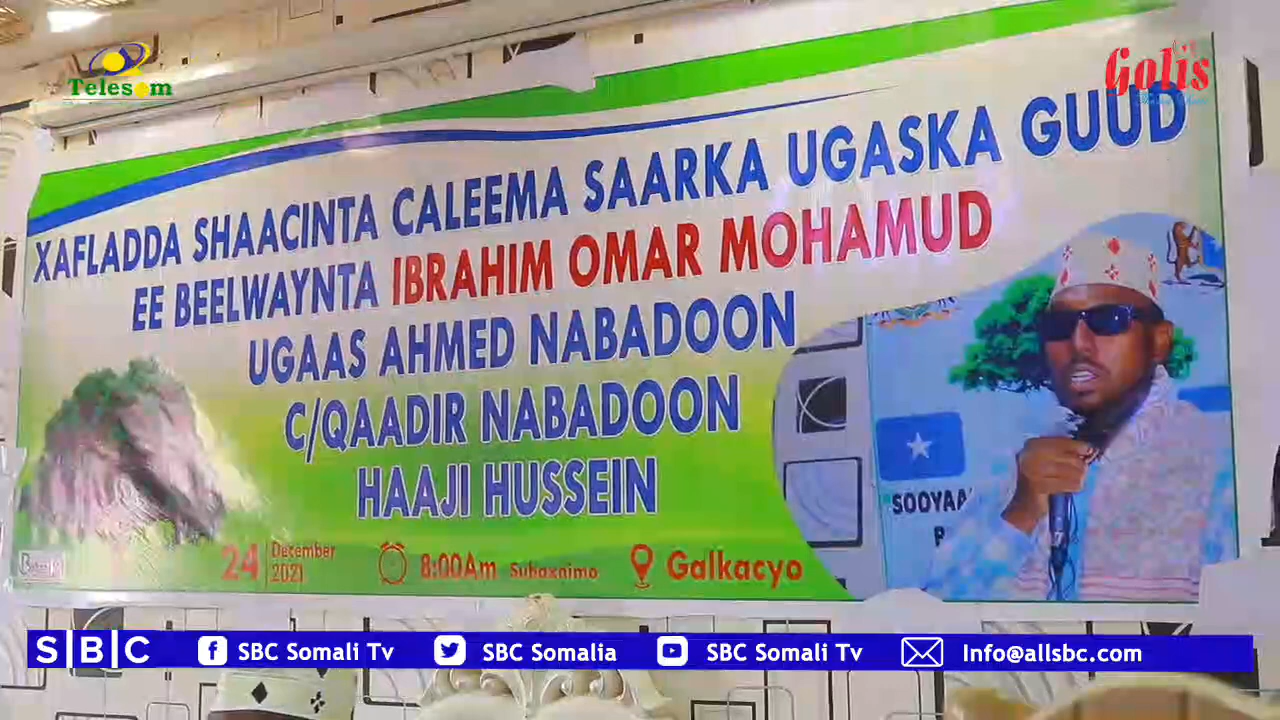 Telesom
Golis
XAFLADDA SHAACINTA CALEEMA SAARKA UGASKA GUUD
EE BEELWAYNTA IBRAHIM OMAR MOHAMUD
UGAAS AHMED NABADOON
C/QAADIR NABADOON
HAAJI HUSSEIN
SOOYAA
P
24 December 2021
8:00Am Subaxnimo
Galkacyo
S|B|C
SBC Somali Tv
SBC Somalia
SBC Somali Tv
Info@allsbc.com